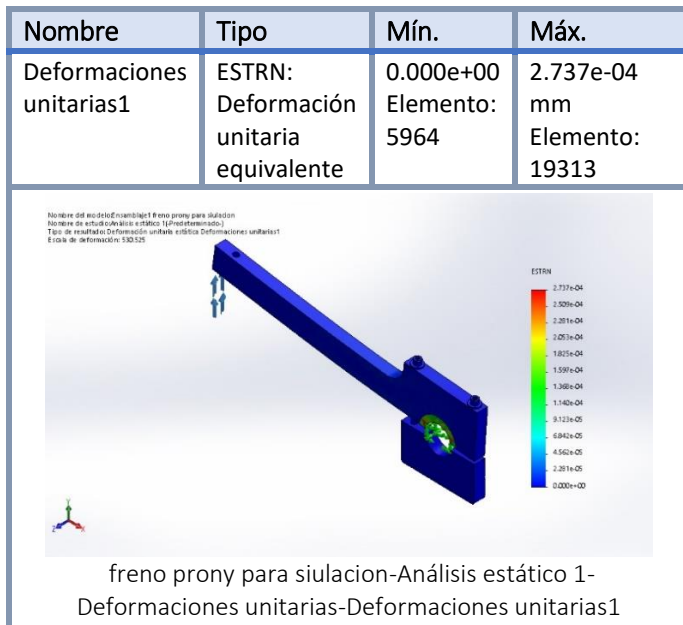 Nombre Tipo Mín. Máx.
Deformaciones unitarias1
ESTRN: Deformación unitaria equivalente
0.000e+00 Elemento: 5964
2.737e-04 mm Elemento: 19313
Nombre del modelo:Ensamblaje1 freno prony para siulacion
Nombre de estudio:Análisis estático 1(-Predeterminado-)
Tipo de resultado: Deformación unitaria estática Deformaciones unitarias1
Escala de deformación: 530.525
ESTRN
2.737e-04
2.509e-04
2.281e-04
2.053e-04
1.825e-04
1.597e-04
1.368e-04
1.140e-04
9.123e-05
6.842e-05
4.562e-05
2.281e-05
0.000e+00
Y
Z
X
freno prony para siulacion-Análisis estático 1-
Deformaciones unitarias-Deformaciones unitarias1